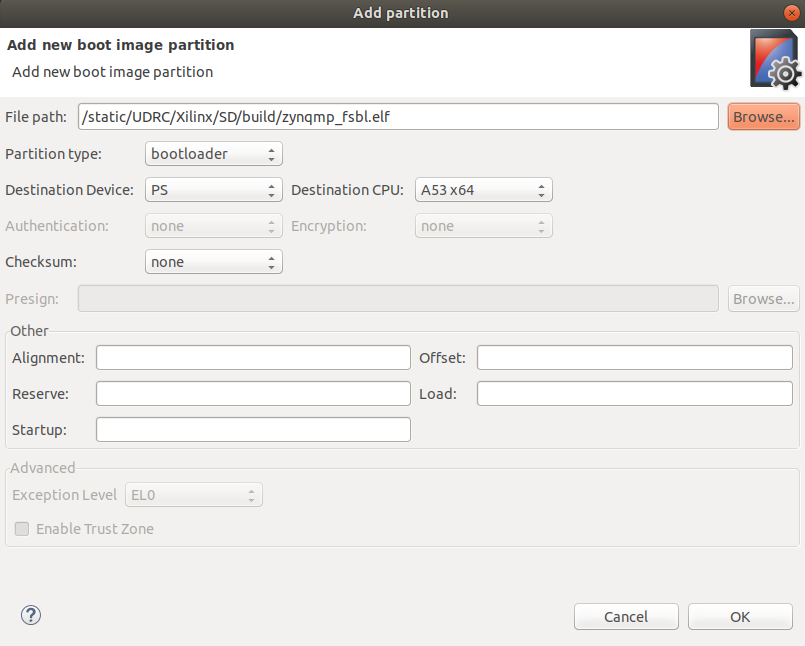 Add partition
Add new boot image partition
Add new boot image partition
File path: /static/UDRC/Xilinx/SD/build/zynqmp_fsbl.elf Browse...
Partition type: bootloader
Destination Device: PS Destination CPU: A53 x64
Authentication: none Encryption: none
Checksum: none
Presign: Browse...
Other
Alignment: Offset:
Reserve: Load:
Startup:
Advanced
Exception Level EL0
Enable Trust Zone
? Cancel OK